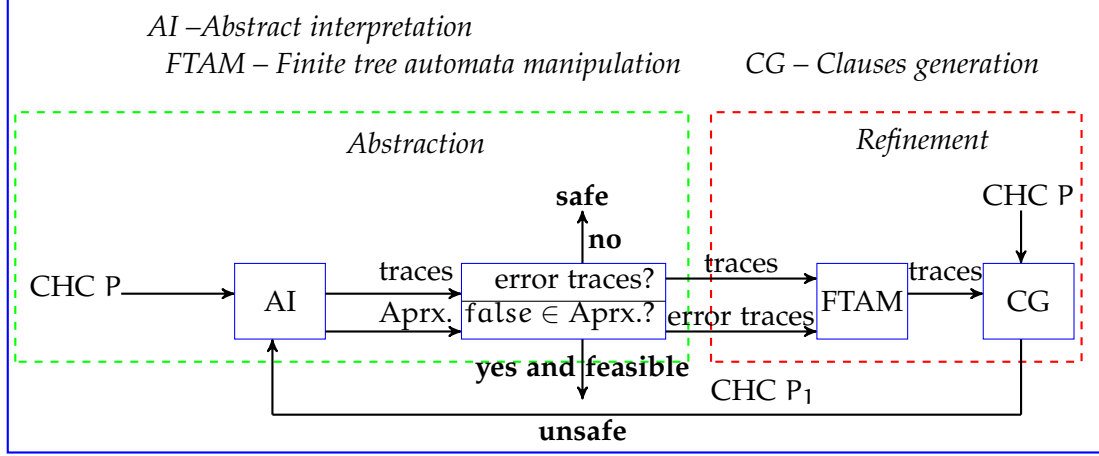 AI –Abstract interpretation
FTAM – Finite tree automata manipulation
CG – Clauses generation
Abstraction
Refinement
safe
CHC P
no
traces
traces
traces
error traces?
CHC P
AI
FTAM
CG
Aprx.
false ∈ Aprx.?
error traces
yes and feasible
CHC P₁
unsafe